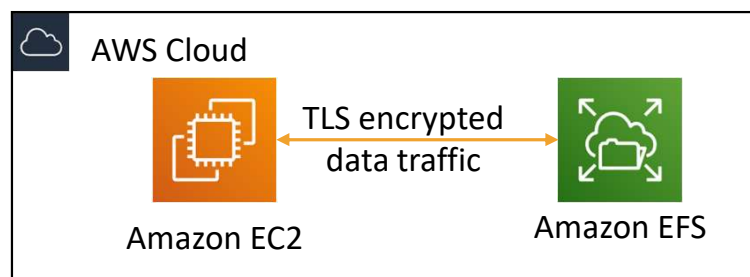 AWS Cloud
TLS encrypted
data traffic
Amazon EC2
Amazon EFS